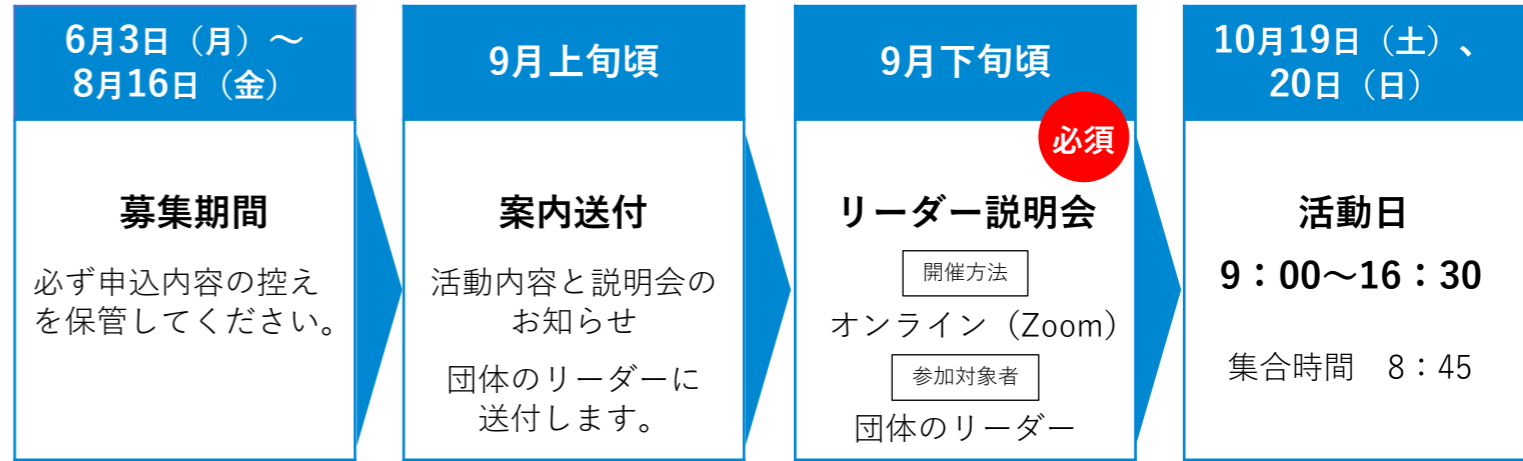 6月3日（月）～
8月16日（金）
募集期間
必ず申込内容の控え
を保管してください。
9月上旬頃
案内送付
活動内容と説明会の
お知らせ
団体のリーダーに
送付します。
9月下旬頃
必須
リーダー説明会
開催方法
オンライン（Zoom）
参加対象者
団体のリーダー
10月19日（土）、
20日（日）
活動日
9：00～16：30
集合時間　8：45